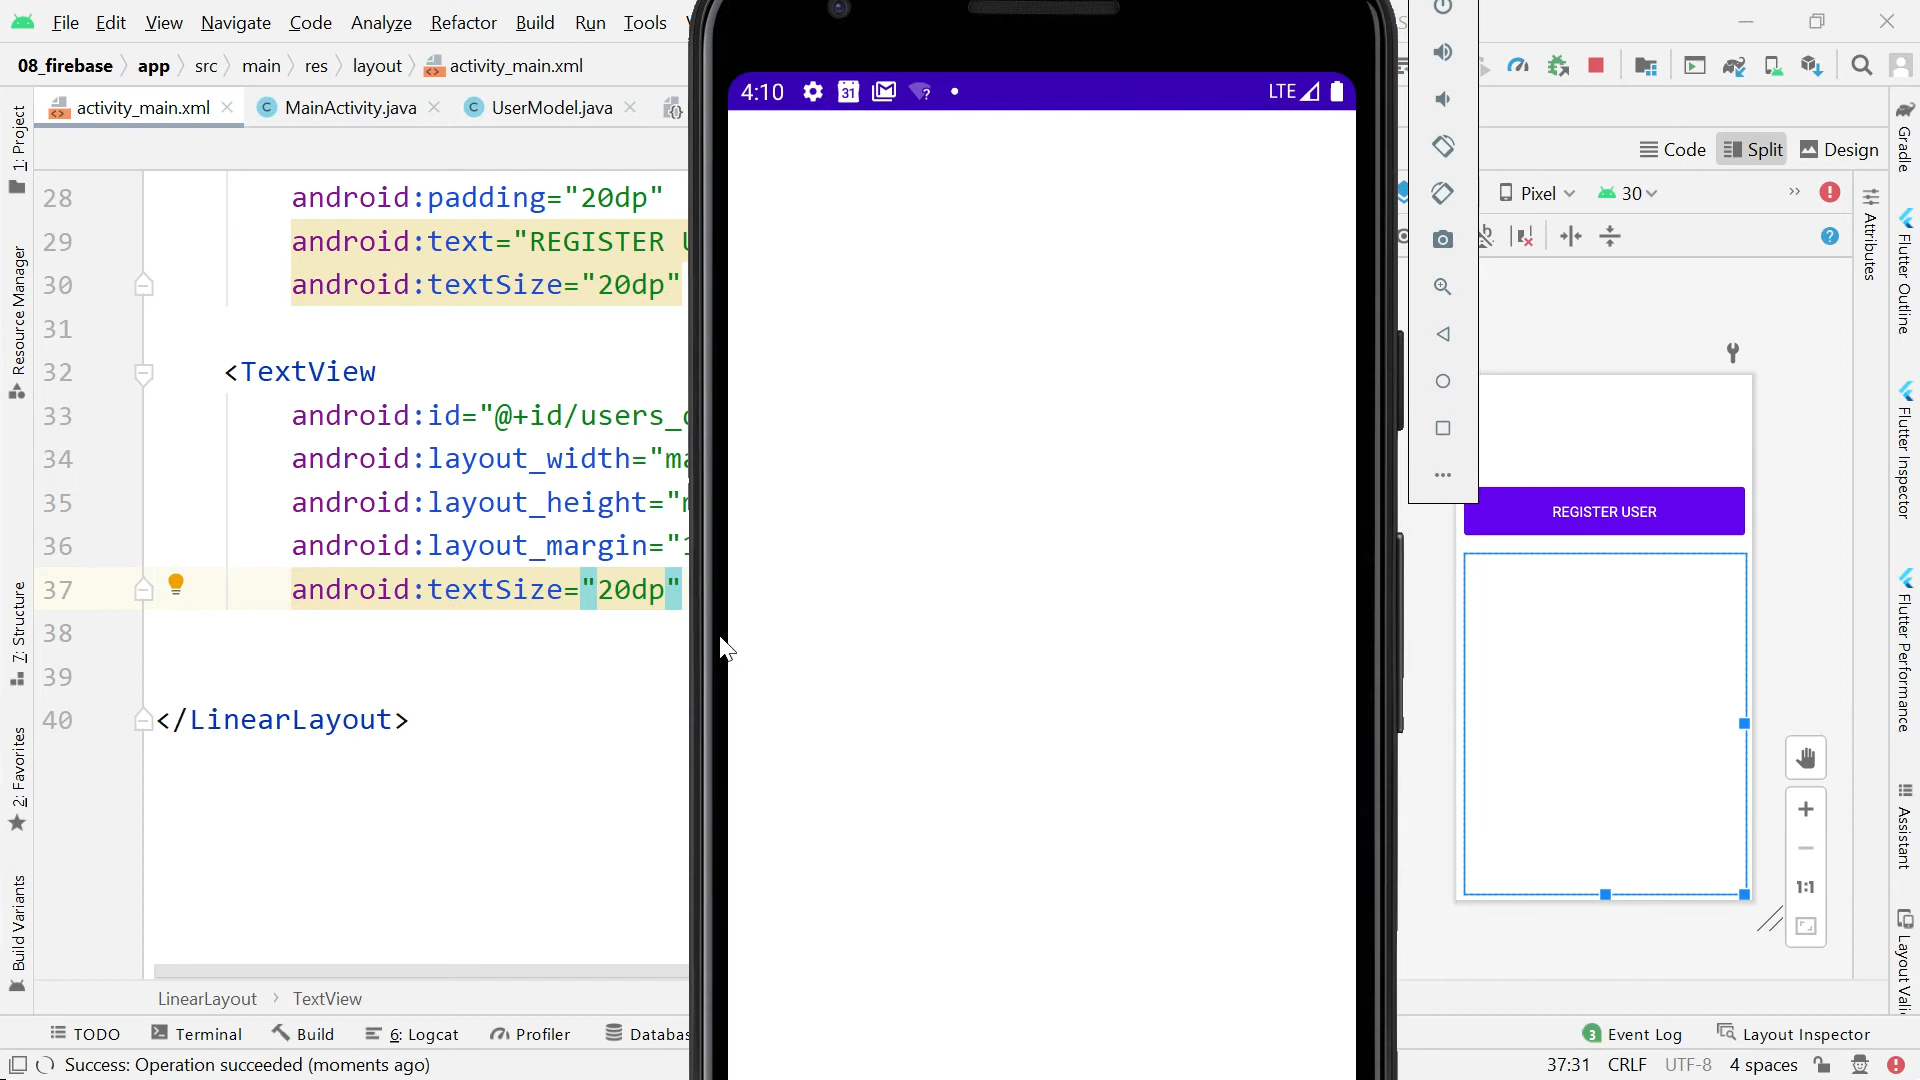 File Edit View Navigate Code Analyze Refactor Build Run Tools
08_firebase app src main res layout activity_main.xml
activity_main.xml MainActivity.java UserModel.java
Code Split Design
4:10 31 LTE
Pixel 30
28 android:padding="20dp"
29 android:text="REGISTER
30 android:textSize="20dp"
31
32 <TextView
33 android:id="@+id/users_
34 android:layout_width="ma
35 android:layout_height="
36 android:layout_margin="1
37 android:textSize="20dp"
38
39
40 </LinearLayout>
REGISTER USER
1:1
LinearLayout TextView
TODO Terminal Build 6: Logcat Profiler Databas
3 Event Log Layout Inspector
Success: Operation succeeded (moments ago)
37:31 CRLF UTF-8 4 spaces
1: Project
Resource Manager
7: Structure
2: Favorites
Build Variants
Attributes
Gradle
Flutter Outline
Flutter Inspector
Flutter Performance
Assistant
Layout Vali